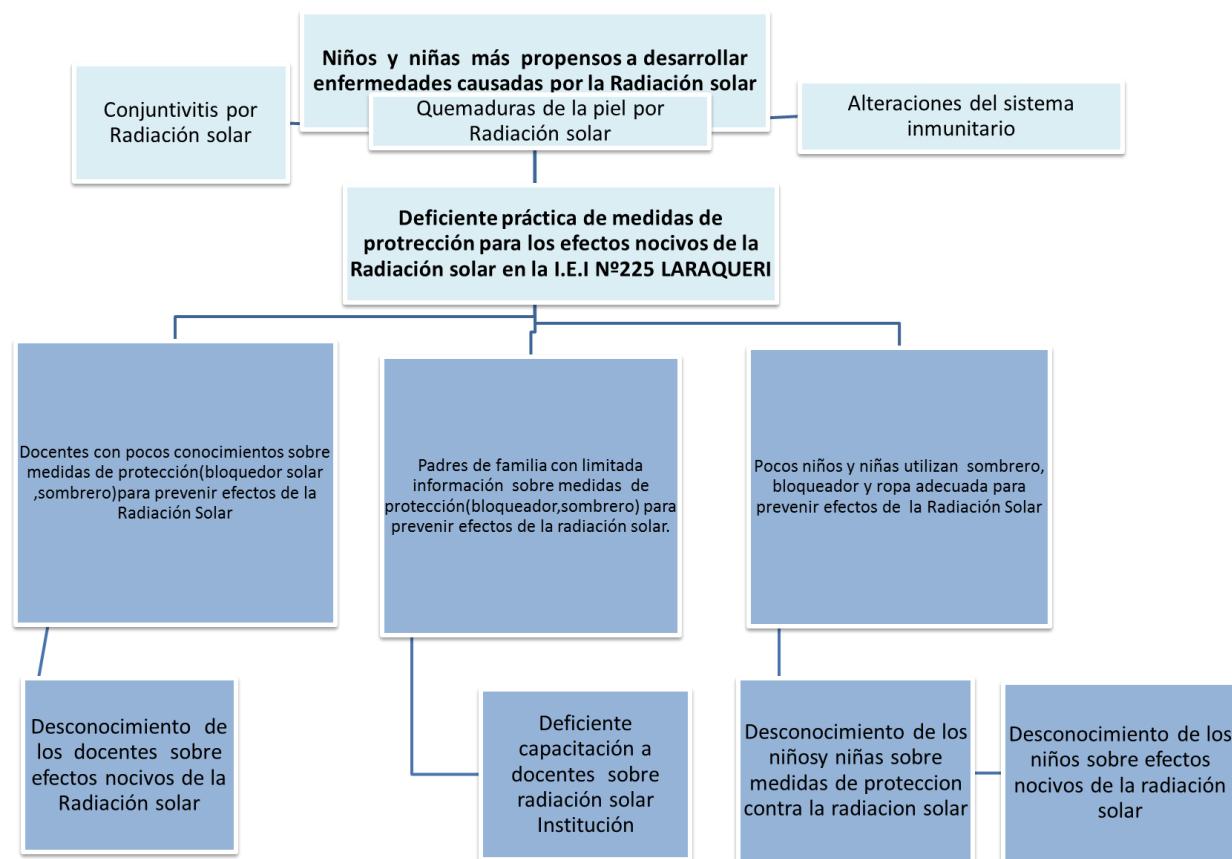 Niños y niñas más propensos a desarrollar
enfermedades causadas por la Radiación solar
Conjuntivitis por
Radiación solar
Quemaduras de la piel por
Radiación solar
Alteraciones del sistema
inmunitario
Deficiente práctica de medidas de
protrección para los efectos nocivos de la
Radiación solar en la I.E.I Nº225 LARAQUERI
Docentes con pocos conocimientos sobre
medidas de protección(bloquedor solar
,sombrero)para prevenir efectos de la
Radiación Solar
Padres de familia con limitada
información sobre medidas de
protección(bloqueador,sombrero) para
prevenir efectos de la radiación solar.
Pocos niños y niñas utilizan sombrero,
bloqueador y ropa adecuada para
prevenir efectos de la Radiación Solar
Desconocimiento de
los docentes sobre
efectos nocivos de la
Radiación solar
Deficiente
capacitación a
docentes sobre
radiación solar
Institución
Desconocimiento de los
niñosy niñas sobre
medidas de proteccion
contra la radiacion solar
Desconocimiento de los
niños sobre efectos
nocivos de la radiación
solar